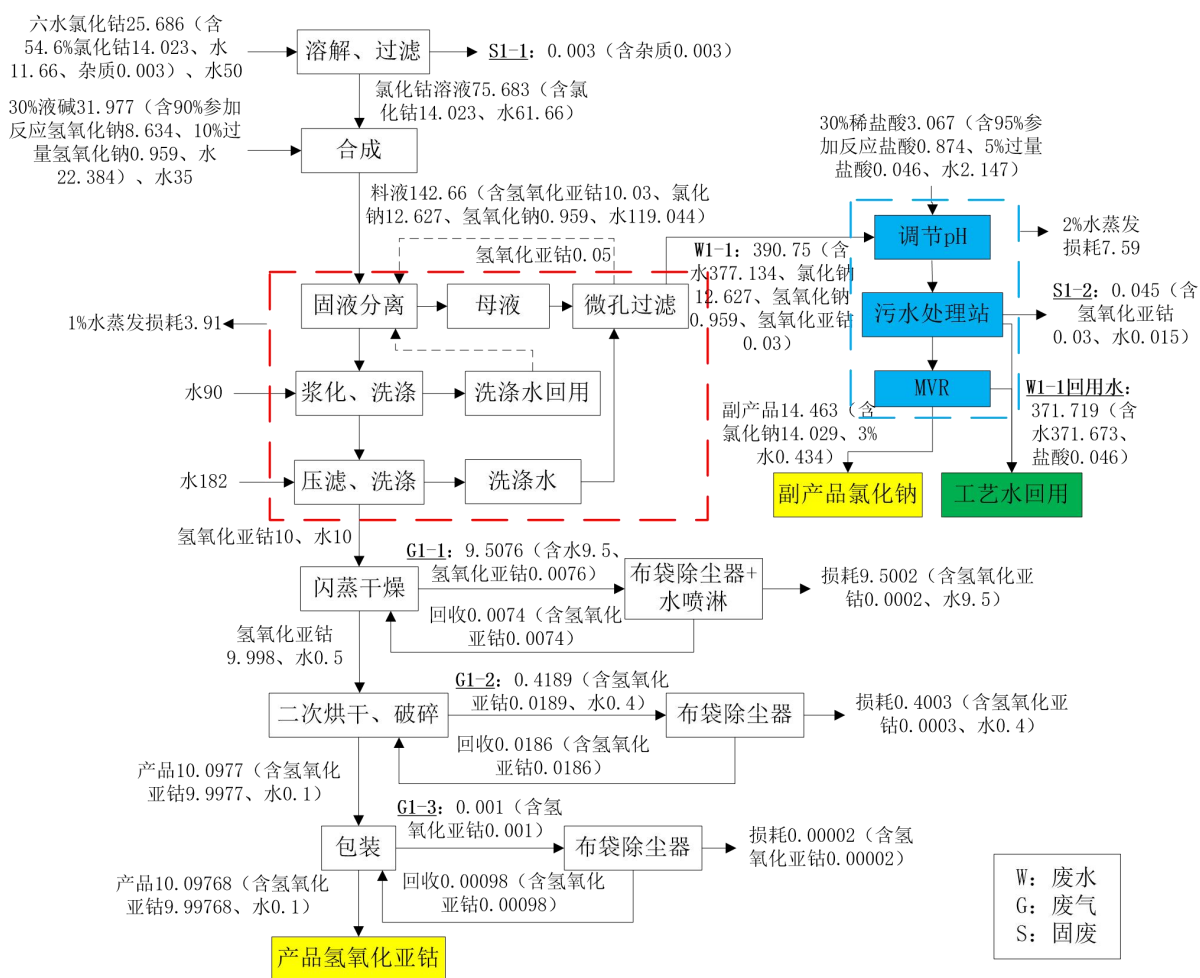 六水氯化钴25.686（含
54.6%氯化钴14.023、水
11.66、杂质0.003）、水50
溶解、过滤
S1-1：0.003（含杂质0.003）
氯化钴溶液75.683（含氯
化钴14.023、水61.66）
30%液碱31.977（含90%参加
反应氢氧化钠8.634、10%过
量氢氧化钠0.959、水
22.384）、水35
合成
料液142.66（含氢氧化亚钴10.03、氯化
钠12.627、氢氧化钠0.959、水119.044）
30%稀盐酸3.067（含95%参
加反应盐酸0.874、5%过量
盐酸0.046、水2.147）
调节pH
2%水蒸发
损耗7.59
氢氧化亚钴0.05
W1-1：390.75（含
水377.134、氯化钠
12.627、氢氧化钠
0.959、氢氧化亚钴
0.03）
固液分离
母液
微孔过滤
污水处理站
S1-2：0.045（含
氢氧化亚钴
0.03、水0.015）
1%水蒸发损耗3.91
水90
浆化、洗涤
洗涤水回用
MVR
W1-1回用水：
371.719（含
水371.673、
盐酸0.046）
副产品14.463（含
氯化钠14.029、3%
水0.434）
水182
压滤、洗涤
洗涤水
副产品氯化钠
工艺水回用
氢氧化亚钴10、水10
闪蒸干燥
G1-1：9.5076（含水9.5、
氢氧化亚钴0.0076）
布袋除尘器+
水喷淋
损耗9.5002（含氢氧化亚
钴0.0002、水9.5）
回收0.0074（含氢氧化
亚钴0.0074）
氢氧化亚钴
9.998、水0.5
二次烘干、破碎
G1-2：0.4189（含氢氧化
亚钴0.0189、水0.4）
布袋除尘器
损耗0.4003（含氢氧化亚
钴0.0003、水0.4）
回收0.0186（含氢氧化
亚钴0.0186）
产品10.0977（含氢氧化
亚钴9.9977、水0.1）
包装
G1-3：0.001（含氢
氧化亚钴0.001）
布袋除尘器
损耗0.00002（含氢
氧化亚钴0.00002）
回收0.00098（含氢氧化
亚钴0.00098）
产品10.09768（含氢氧化
亚钴9.99768、水0.1）
产品氢氧化亚钴
W：废水
G：废气
S：固废